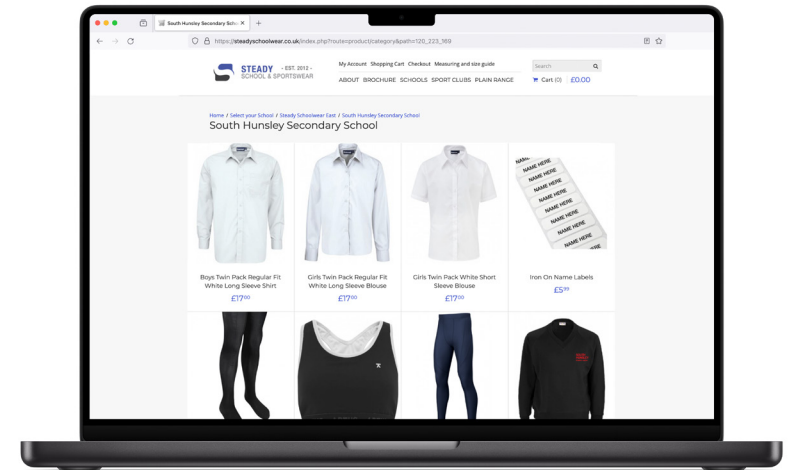 South Hunsley Secondary Scho
https://steadyschoolwear.co.uk/index.php?route=product/category&path=120_223_169
My Account Shopping Cart Checkout Measuring and size guide
Search
STEADY - EST. 2012 -
SCHOOL & SPORTSWEAR
ABOUT BROCHURE SCHOOLS SPORT CLUBS PLAIN RANGE
Cart (0) £0.00
Home / Select your School / Steady Schoolwear East / South Hunsley Secondary School
South Hunsley Secondary School
NAME HERE
NAME HERE
NAME HERE
NAME HERE
NAME HERE
NAME HERE
NAME HERE
NAME HERE
Boys Twin Pack Regular Fit
White Long Sleeve Shirt
£17.00
Girls Twin Pack Regular Fit
White Long Sleeve Blouse
£17.00
Girls Twin Pack White Short
Sleeve Blouse
£17.00
Iron On Name Labels
£5.99